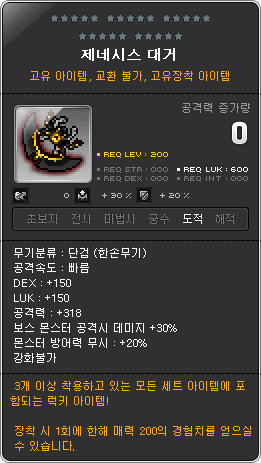 제네시스 대거
고유 아이템, 교환 불가, 고유장착 아이템
공격력 증가량
0
REQ LEV : 200
REQ STR : 000 REQ LUK : 600
REQ DEX : 000 REQ INT : 000
0 + 30 % + 20 %
초보자 전사 마법사 궁수 도적 해적
무기분류 : 단검 (한손무기)
공격속도 : 빠름
DEX : +150
LUK : +150
공격력 : +318
보스 몬스터 공격시 데미지 +30%
몬스터 방어력 무시 : +20%
강화불가
3개 이상 착용하고 있는 모든 세트 아이템에 포
함되는 럭키 아이템!
장착 시 1회에 한해 매력 200의 경험치를 얻으실
수 있습니다.